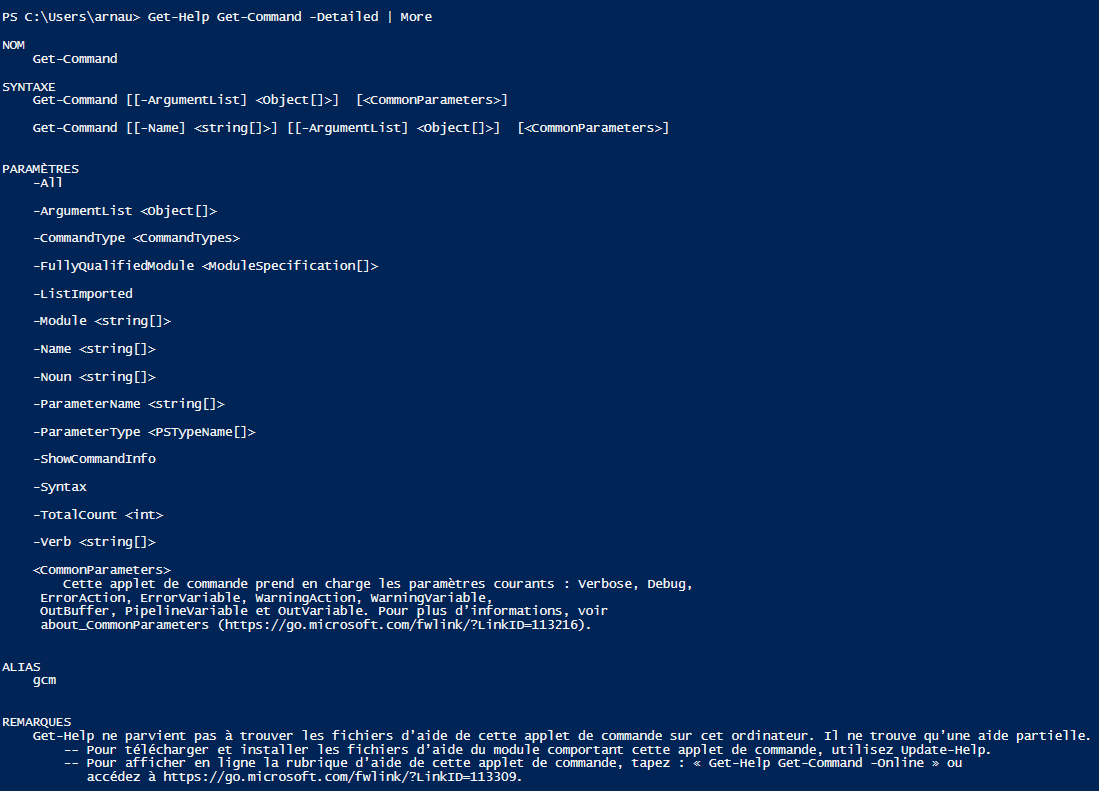 PS C:\Users\arnau> Get-Help Get-Command -Detailed | More
NOM
Get-Command
SYNTAXE
Get-Command [[-ArgumentList] <Object[]>]  [<CommonParameters>]
Get-Command [[-Name] <string[]>] [[-ArgumentList] <Object[]>]  [<CommonParameters>]
PARAMÈTRES
-All
-ArgumentList <Object[]>
-CommandType <CommandTypes>
-FullyQualifiedModule <ModuleSpecification[]>
-ListImported
-Module <string[]>
-Name <string[]>
-Noun <string[]>
-ParameterName <string[]>
-ParameterType <PSTypeName[]>
-ShowCommandInfo
-Syntax
-TotalCount <int>
-Verb <string[]>
<CommonParameters>
Cette applet de commande prend en charge les paramètres courants : Verbose, Debug,
ErrorAction, ErrorVariable, WarningAction, WarningVariable,
OutBuffer, PipelineVariable et OutVariable. Pour plus d’informations, voir
about_CommonParameters (https://go.microsoft.com/fwlink/?LinkID=113216).
ALIAS
gcm
REMARQUES
Get-Help ne parvient pas à trouver les fichiers d’aide de cette applet de commande sur cet ordinateur. Il ne trouve qu’une aide partielle.
-- Pour télécharger et installer les fichiers d’aide du module comportant cette applet de commande, utilisez Update-Help.
-- Pour afficher en ligne la rubrique d’aide de cette applet de commande, tapez : « Get-Help Get-Command -Online » ou
accédez à https://go.microsoft.com/fwlink/?LinkID=113309.